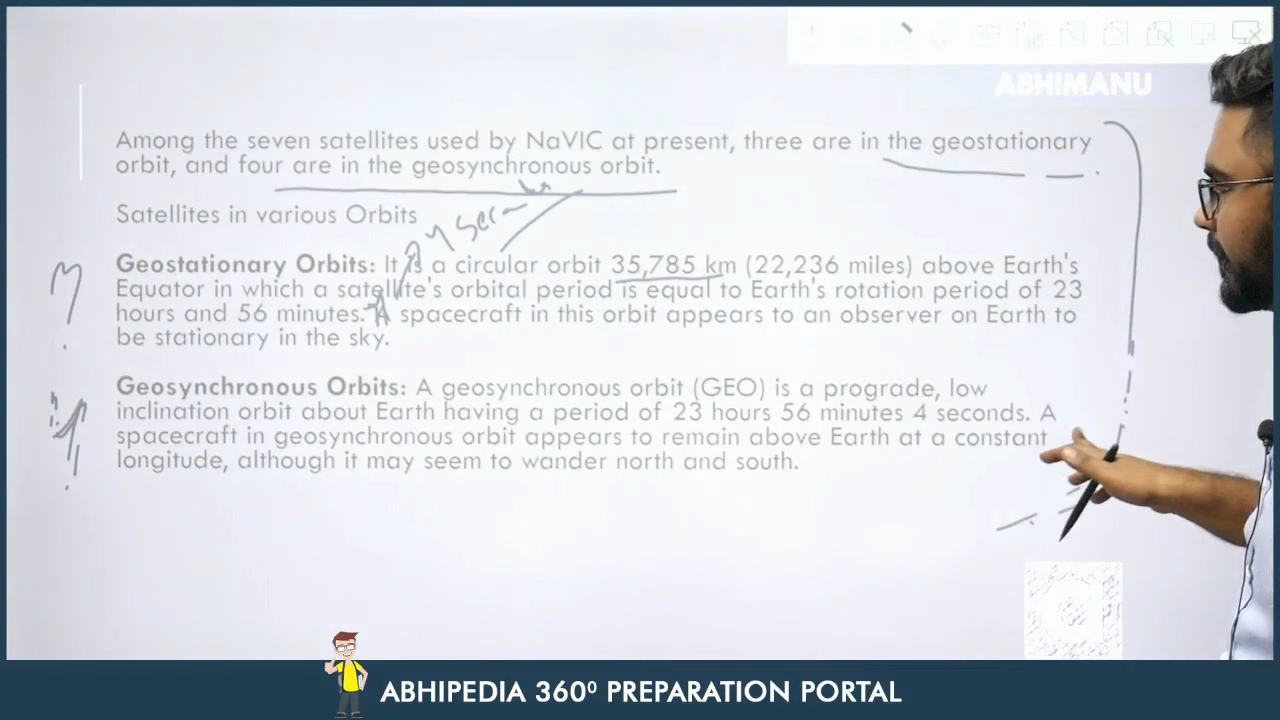 ABHIMANU
Among the seven satellites used by NaVIC at present, three are in the geostationary
orbit, and four are in the geosynchronous orbit.
Satellites in various Orbits
Geostationary Orbits: It is a circular orbit 35,785 km (22,236 miles) above Earth's
Equator in which a satellite's orbital period is equal to Earth's rotation period of 23
hours and 56 minutes. A spacecraft in this orbit appears to an observer on Earth to
be stationary in the sky.
Geosynchronous Orbits: A geosynchronous orbit (GEO) is a prograde, low
inclination orbit about Earth having a period of 23 hours 56 minutes 4 seconds. A
spacecraft in geosynchronous orbit appears to remain above Earth at a constant
longitude, although it may seem to wander north and south.
ABHIPEDIA 360⁰ PREPARATION PORTAL